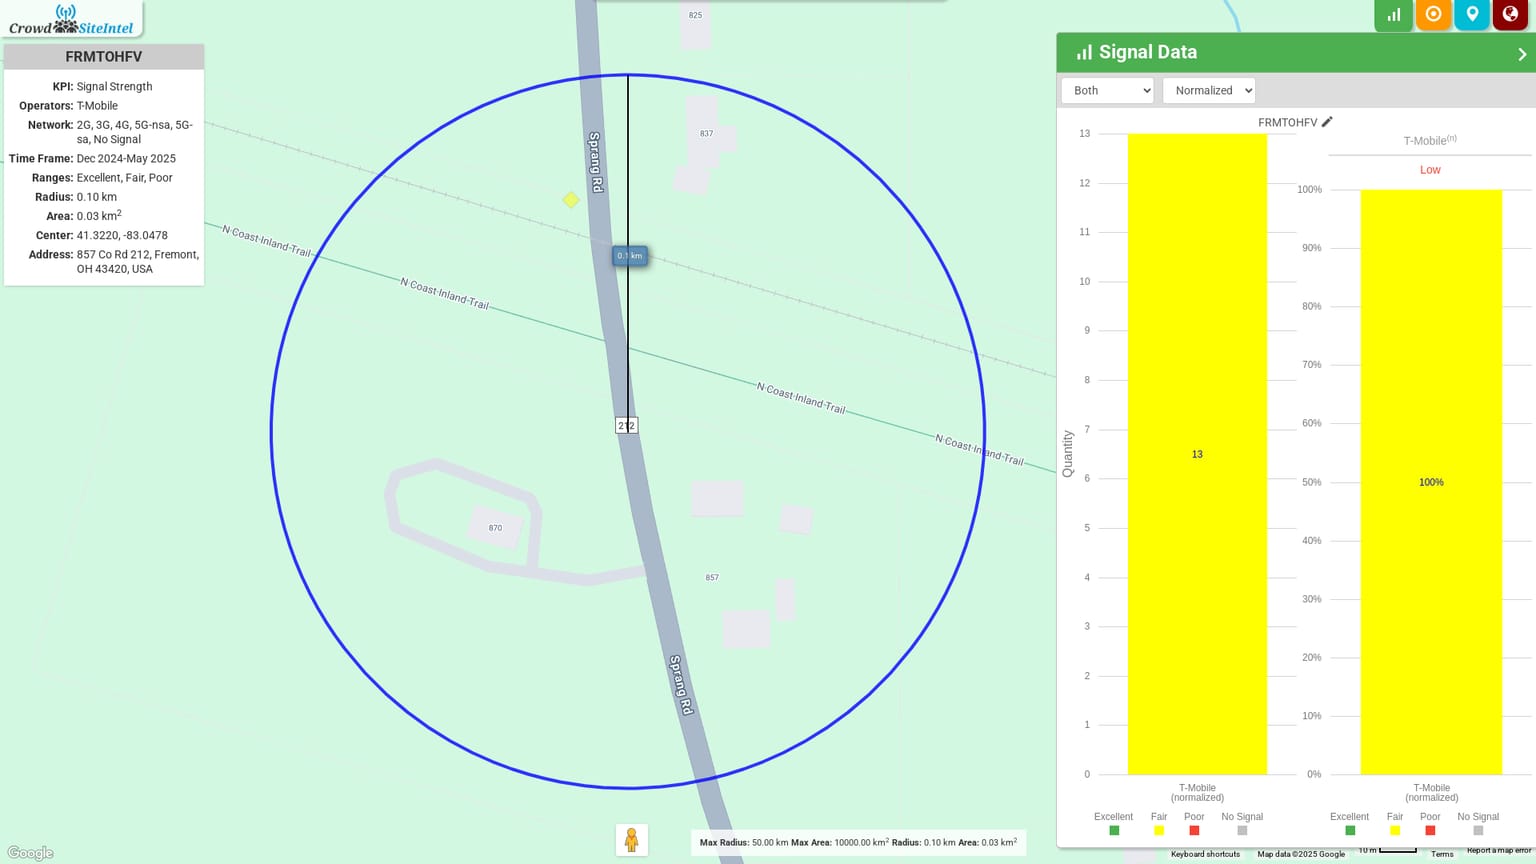 Crowd SiteIntel
FRMTOHFV
KPI: Signal Strength
Operators: T-Mobile
Network: 2G, 3G, 4G, 5G-nsa, 5G-
sa, No Signal
Time Frame: Dec 2024-May 2025
Ranges: Excellent, Fair, Poor
Radius: 0.10 km
Area: 0.03 km²
Center: 41.3220, -83.0478
Address: 857 Co Rd 212, Fremont,
OH 43420, USA
825
837
Sprang Rd
0.1 km
N Coast Inland Trail
N Coast Inland Trail
N Coast Inland Trail
N Coast Inland Trail
212
870
857
Sprang Rd
Google
Max Radius: 50.00 km Max Area: 10000.00 km² Radius: 0.10 km Area: 0.03 km²
Signal Data
Both
Normalized
FRMTOHFV
13
12
11
10
9
8
7
6
5
4
3
2
1
0
Quantity
13
T-Mobile
(normalized)
Excellent Fair Poor No Signal
T-Mobile(n)
Low
100%
90%
80%
70%
60%
50%
40%
30%
20%
10%
0%
100%
T-Mobile
(normalized)
Excellent Fair Poor No Signal
Keyboard shortcuts Map data ©2025 Google 10 m Terms Report a map error